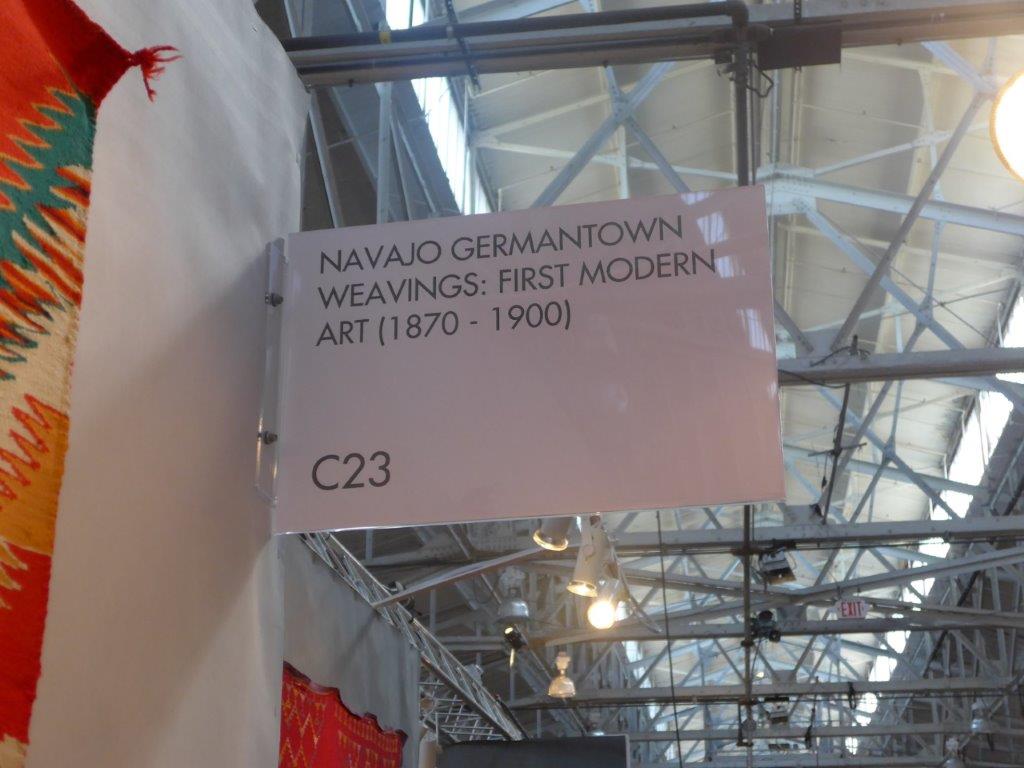 NAVAJO GERMANTOWN
WEAVINGS: FIRST MODERN
ART (1870 - 1900)
C23
EXIT